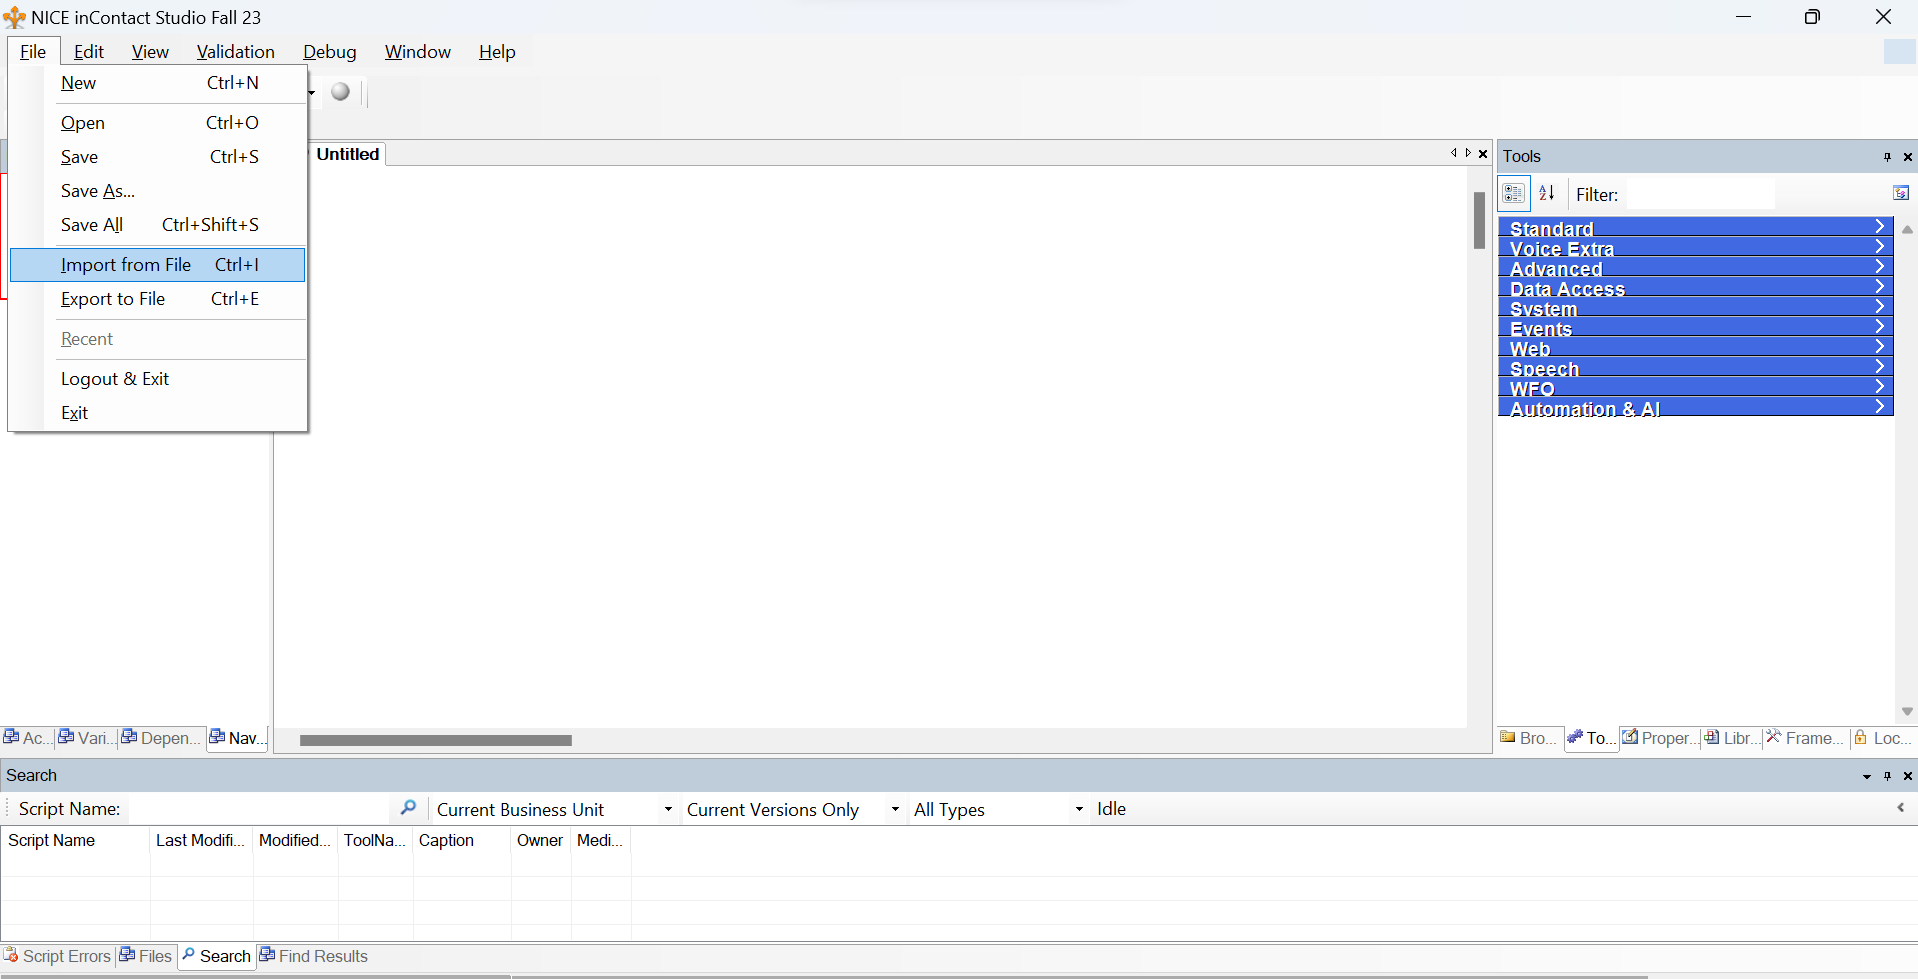 NICE inContact Studio Fall 23
File Edit View Validation Debug Window Help
New Ctrl+N
Open Ctrl+O
Save Ctrl+S
Save As...
Save All Ctrl+Shift+S
Import from File Ctrl+I
Export to File Ctrl+E
Recent
Logout & Exit
Exit
Untitled
Tools
Filter:
Standard
Voice Extra
Advanced
Data Access
System
Events
Web
Speech
WFO
Automation & AI
Ac... Vari... Depen... Nav...
Bro... To... Proper... Libr... Frame... Loc...
Search
Script Name: Current Business Unit Current Versions Only All Types Idle
Script Name Last Modifi... Modified... ToolNa... Caption Owner Medi...
Script Errors Files Search Find Results